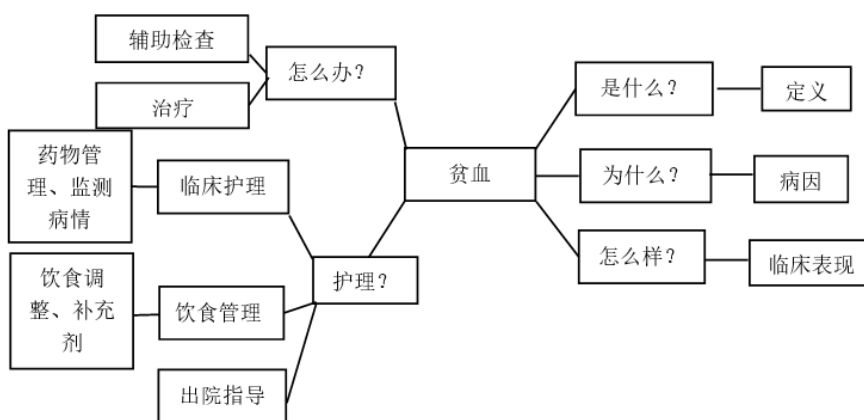 辅助检查
怎么办？
治疗
药物管
理、监测
病情
临床护理
饮食调
整、补充
剂
饮食管理
出院指导
护理？
贫血
是什么？
定义
为什么？
病因
怎么样？
临床表现